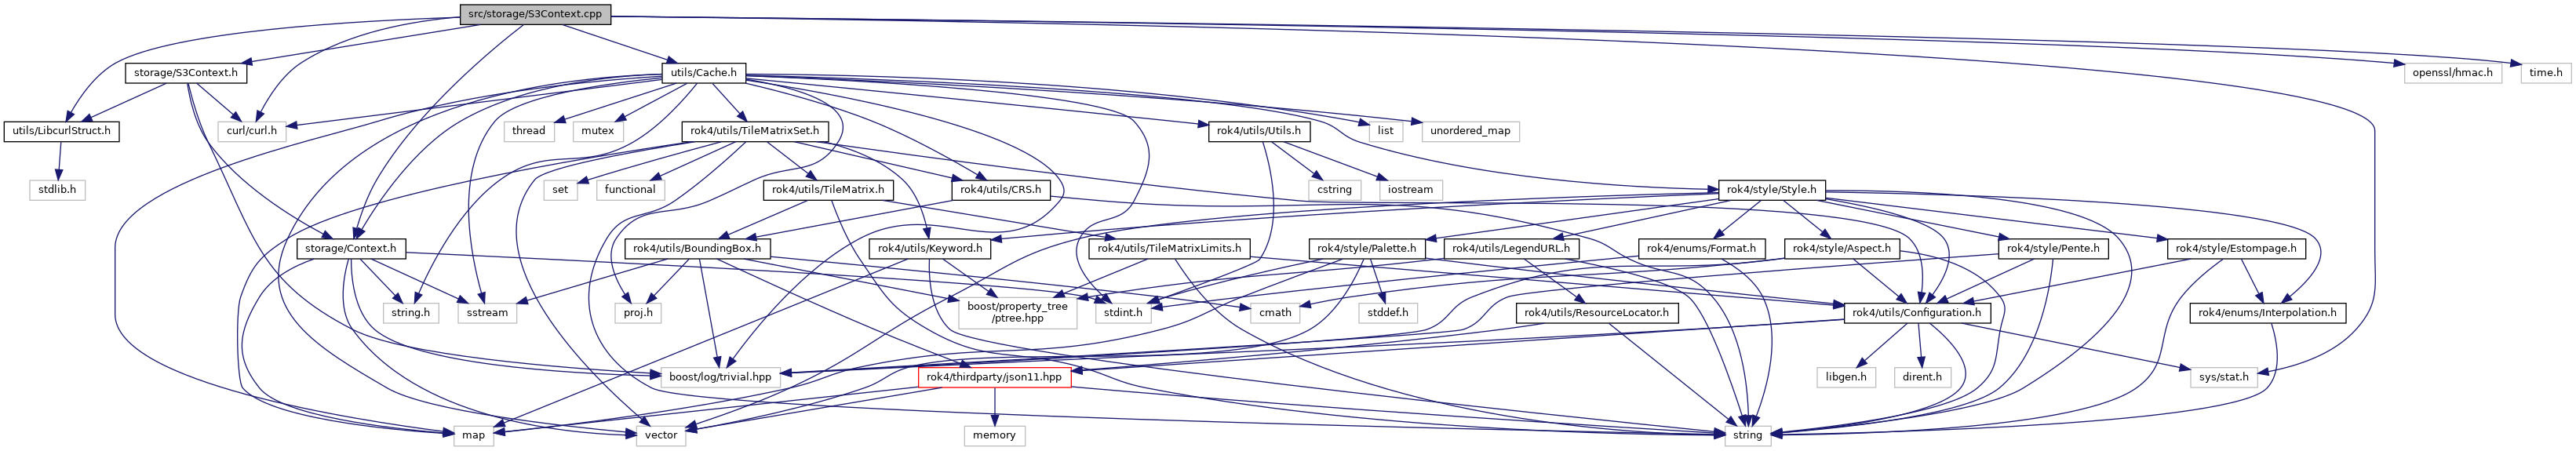 src/storage/S3Context.cpp
storage/S3Context.h
utils/Cache.h
openssl/hmac.h
time.h
utils/LibcurlStruct.h
curl/curl.h
thread
mutex
rok4/utils/TileMatrixSet.h
rok4/utils/Utils.h
list
unordered_map
stdlib.h
set
functional
rok4/utils/TileMatrix.h
rok4/utils/CRS.h
cstring
iostream
rok4/style/Style.h
storage/Context.h
rok4/utils/BoundingBox.h
rok4/utils/Keyword.h
rok4/utils/TileMatrixLimits.h
rok4/style/Palette.h
rok4/utils/LegendURL.h
rok4/enums/Format.h
rok4/style/Aspect.h
rok4/style/Pente.h
rok4/style/Estompage.h
string.h
sstream
proj.h
boost/property_tree
/ptree.hpp
stdint.h
cmath
stddef.h
rok4/utils/ResourceLocator.h
rok4/utils/Configuration.h
rok4/enums/Interpolation.h
boost/log/trivial.hpp
rok4/thirdparty/json11.hpp
libgen.h
dirent.h
sys/stat.h
map
vector
memory
string